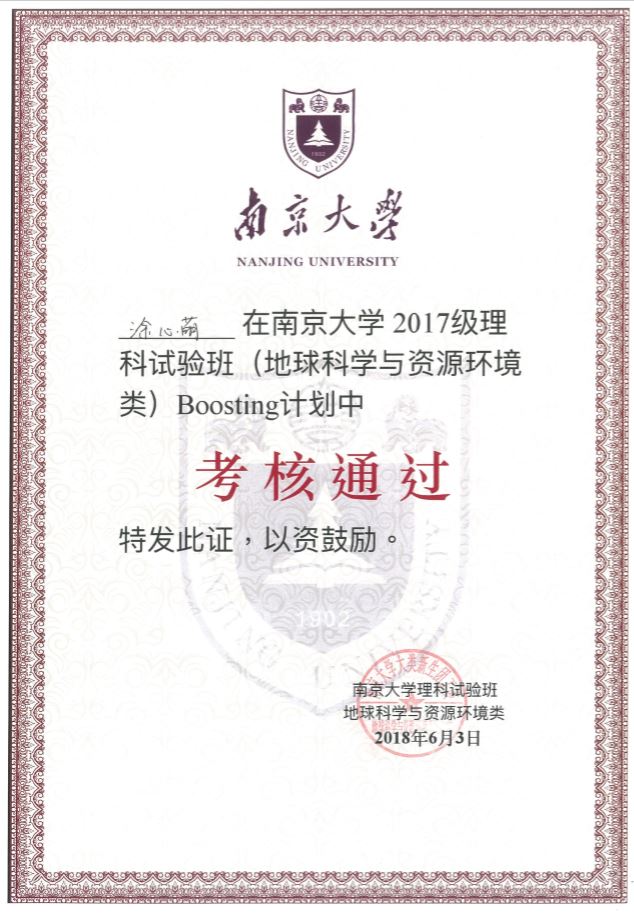 NANJING UNIVERSITY
1902
南京大學
NANJING UNIVERSITY
涂心萌 在南京大学 2017级理
科试验班（地球科学与资源环境
类）Boosting计划中
考核通过
特发此证，以资鼓励。
1902
NANJING UNIVERSITY
南京大学理科试验班
地球科学与资源环境类
2018年6月3日